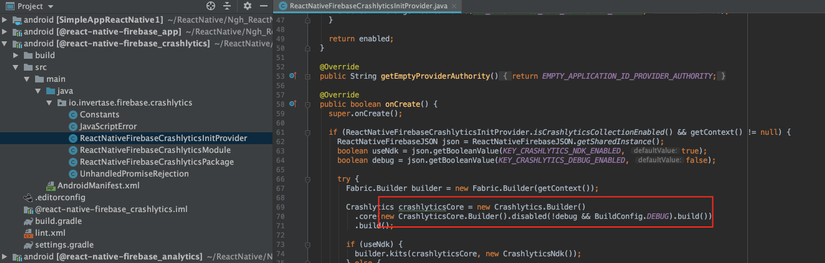 Project
ReactNativeFirebaseCrashlyticsInitProvider.java
android [SimpleAppReactNative1] ~/ReactNative/Ngh_React
android [@react-native-firebase_app] ~/ReactNative/Ngh_R
android [@react-native-firebase_crashlytics] ~/ReactNative
build
src
main
java
io.invertase.firebase.crashlytics
Constants
JavaScriptError
ReactNativeFirebaseCrashlyticsInitProvider
ReactNativeFirebaseCrashlyticsModule
ReactNativeFirebaseCrashlyticsPackage
UnhandledPromiseRejection
AndroidManifest.xml
.editorconfig
@react-native-firebase_crashlytics.iml
build.gradle
lint.xml
settings.gradle
android [@react-native-firebase_analytics] ~/ReactNative/N
47 }
48
49 return enabled;
50 }
51
52 @Override
53 public String getEmptyProviderAuthority() { return EMPTY_APPLICATION_ID_PROVIDER_AUTHORITY; }
57 @Override
58 public boolean onCreate() {
59 super.onCreate();
60
61 if (ReactNativeFirebaseCrashlyticsInitProvider.isCrashlyticsCollectionEnabled() && getContext() != null) {
62 ReactNativeFirebaseJSON json = ReactNativeFirebaseJSON.getSharedInstance();
63 boolean useNdk = json.getBooleanValue(KEY_CRASHLYTICS_NDK_ENABLED, defaultValue: true);
64 boolean debug = json.getBooleanValue(KEY_CRASHLYTICS_DEBUG_ENABLED, defaultValue: false);
65
66 try {
67 Fabric.Builder builder = new Fabric.Builder(getContext());
68
69 Crashlytics crashlyticsCore = new Crashlytics.Builder()
70 .core(new CrashlyticsCore.Builder().disabled(!debug && BuildConfig.DEBUG).build())
71 .build();
72
73 if (useNdk) {
74 builder.kits(crashlyticsCore, new CrashlyticsNdk());
75 } else {